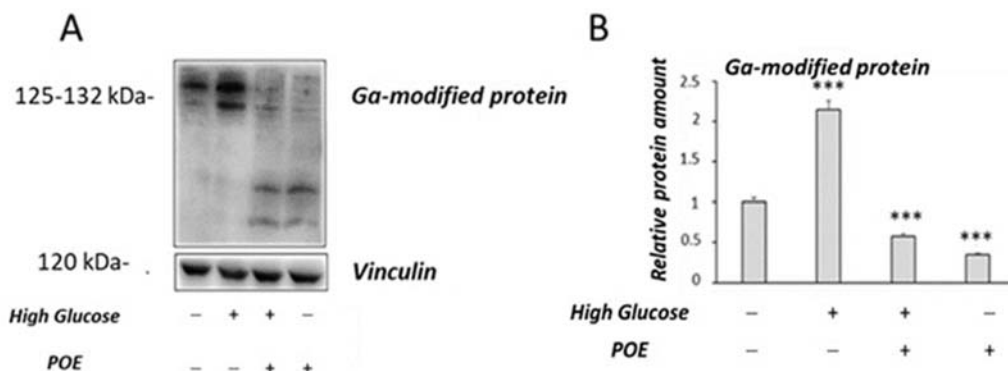 A
125-132 kDa-
Ga-modified protein
120 kDa-
Vinculin
High Glucose – + + –
POE + +
B
Ga-modified protein
Relative protein amount
2.5
2
1.5
1
0.5
0
***
***
***
High Glucose – + + –
POE – – + +